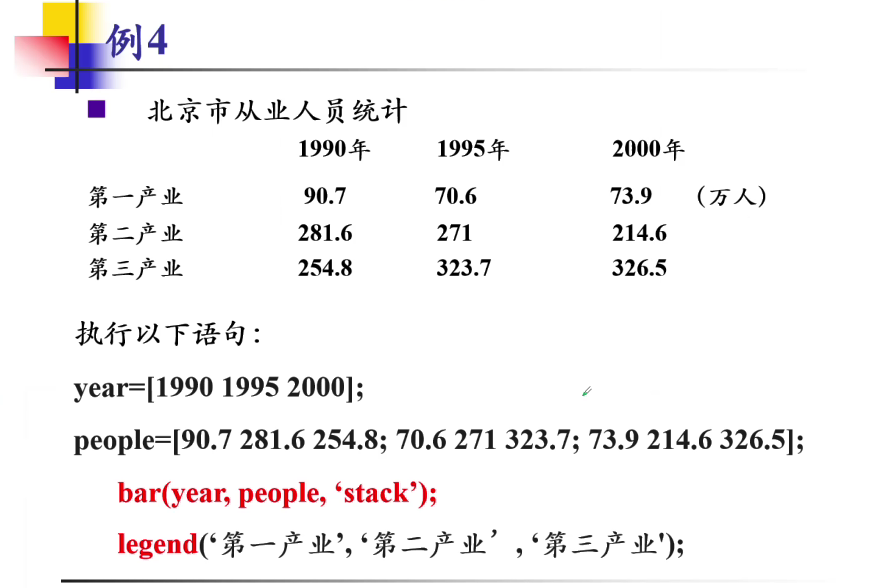 例4
北京市从业人员统计
1990年 1995年 2000年
第一产业 90.7 70.6 73.9 (万人)
第二产业 281.6 271 214.6
第三产业 254.8 323.7 326.5
执行以下语句：
year=[1990 1995 2000];
people=[90.7 281.6 254.8; 70.6 271 323.7; 73.9 214.6 326.5];
bar(year, people, ‘stack’);
legend(‘第一产业’, ‘第二产业’, ‘第三产业');